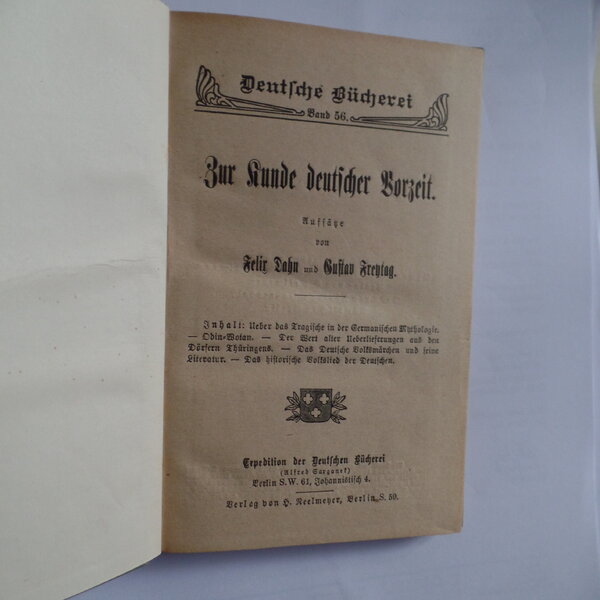 Deutsche Bücherei
Band 56.
Zur Kunde deutscher Vorzeit.
Aufsätze
von
Felix Dahn und Gustav Freytag.
Inhalt: Ueber das Tragische in der Germanischen Mythologie.
— Odin-Wotan. — Der Wert alter Ueberlieferungen aus den
Dörfern Thüringens. — Das Deutsche Volksmärchen und seine
Literatur. — Das historische Volkslied der Deutschen.
Expedition der Deutschen Bücherei
(Alfred Sarganek)
Berlin S.W. 61, Johannistisch 4.
Verlag von H. Neelmeyer, Berlin S. 59.